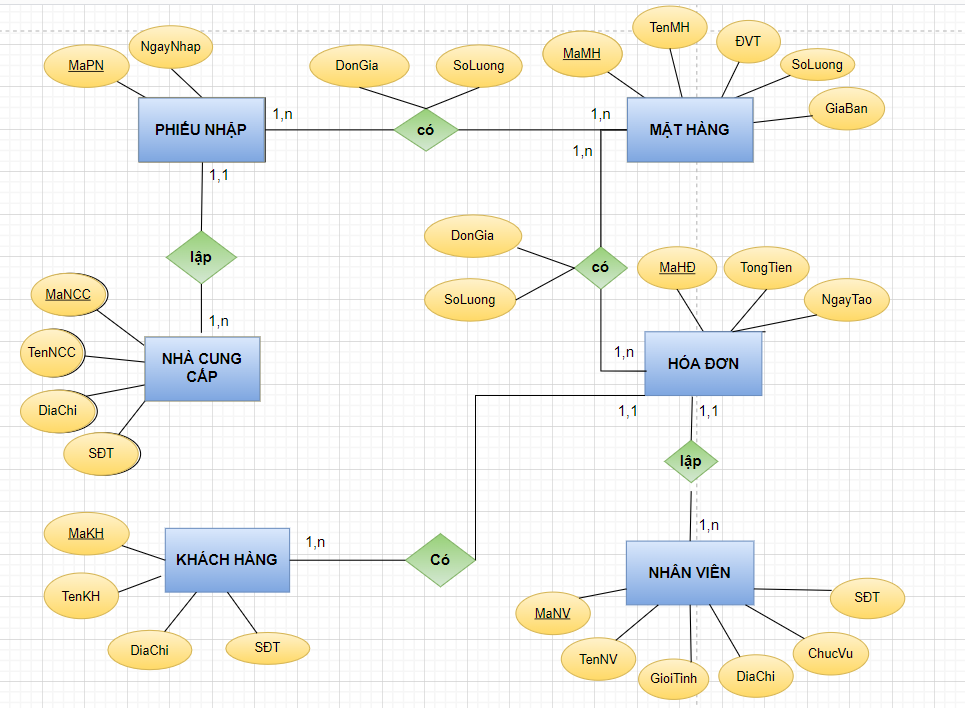 TenMH
NgayNhap
MaPN
DonGia
SoLuong
MaMH
ĐVT
SoLuong
GiaBan
PHIẾU NHẬP
1,n
có
1,n
MẶT HÀNG
1,n
1,1
DonGia
lập
có
MaHĐ
TongTien
NgayTao
SoLuong
MaNCC
1,n
TenNCC
NHÀ CUNG
CẤP
1,n
HÓA ĐƠN
DiaChi
1,1
1,1
SĐT
lập
MaKH
1,n
1,n
KHÁCH HÀNG
Có
NHÂN VIÊN
TenKH
SĐT
MaNV
DiaChi
SĐT
TenNV
ChucVu
GioiTinh
DiaChi